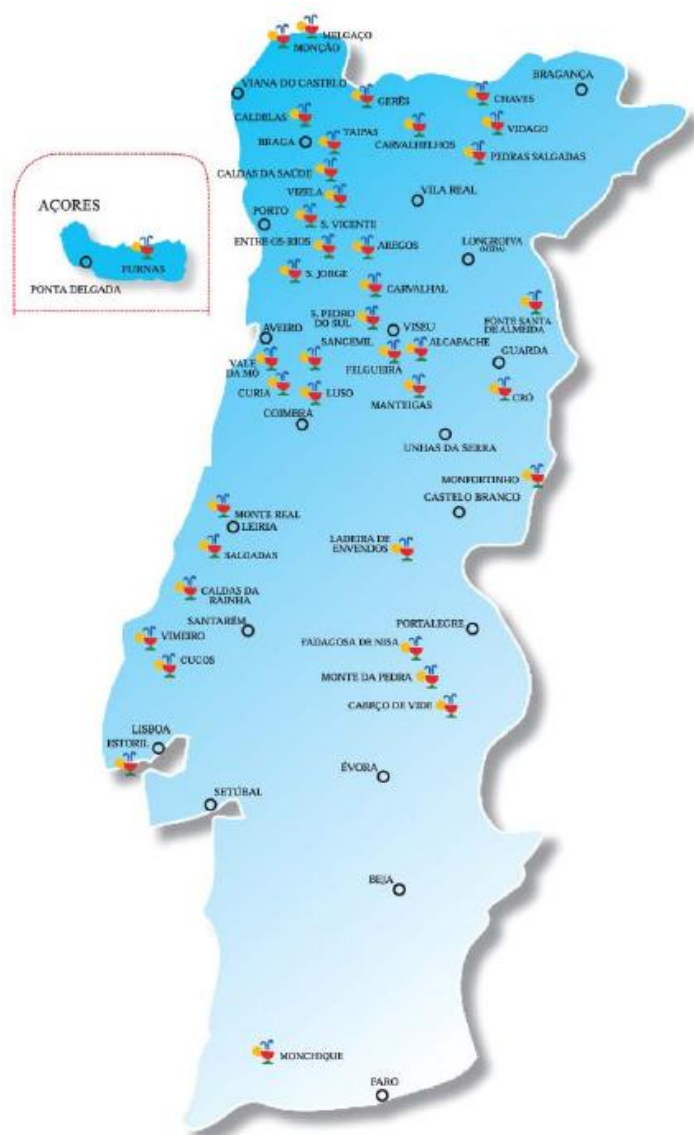 MELGAÇO
MONÇÃO
VIANA DO CASTELO
BRAGANÇA
GERÊS
CHAVES
CALDELAS
TAIPAS
CARVALHELHOS
VIDAGO
BRAGA
PEDRAS SALGADAS
CALDAS DA SAÚDE
VIZELA
VILA REAL
AÇORES
PORTO
S. VICENTE
ENTRE-OS-RIOS
AREGOS
LONGROIVA
FURNAS
PONTA DELGADA
S. JORGE
CARVALHAL
S. PEDRO
DO SUL
FONTE SANTA
DE ALMEIDA
AVEIRO
VISEU
SANGEMIL
ALCAFACHE
VALE
DA MÓ
FELGUEIRA
GUARDA
CURIA
LUSO
MANTEIGAS
CRÓ
COIMBRA
UNHAS DA SERRA
MONFORTINHO
CASTELO BRANCO
MONTE REAL
LEIRIA
LADEIRA DE
ENVENDOS
SALGADAS
CALDAS DA
RAINHA
SANTARÉM
PORTALEGRE
VIMEIRO
FADAGOSA DE NISA
CUCOS
MONTE DA PEDRA
CABEÇO DE VIDE
LISBOA
ESTORIL
ÉVORA
SETÚBAL
BEJA
MONCHIQUE
FARO